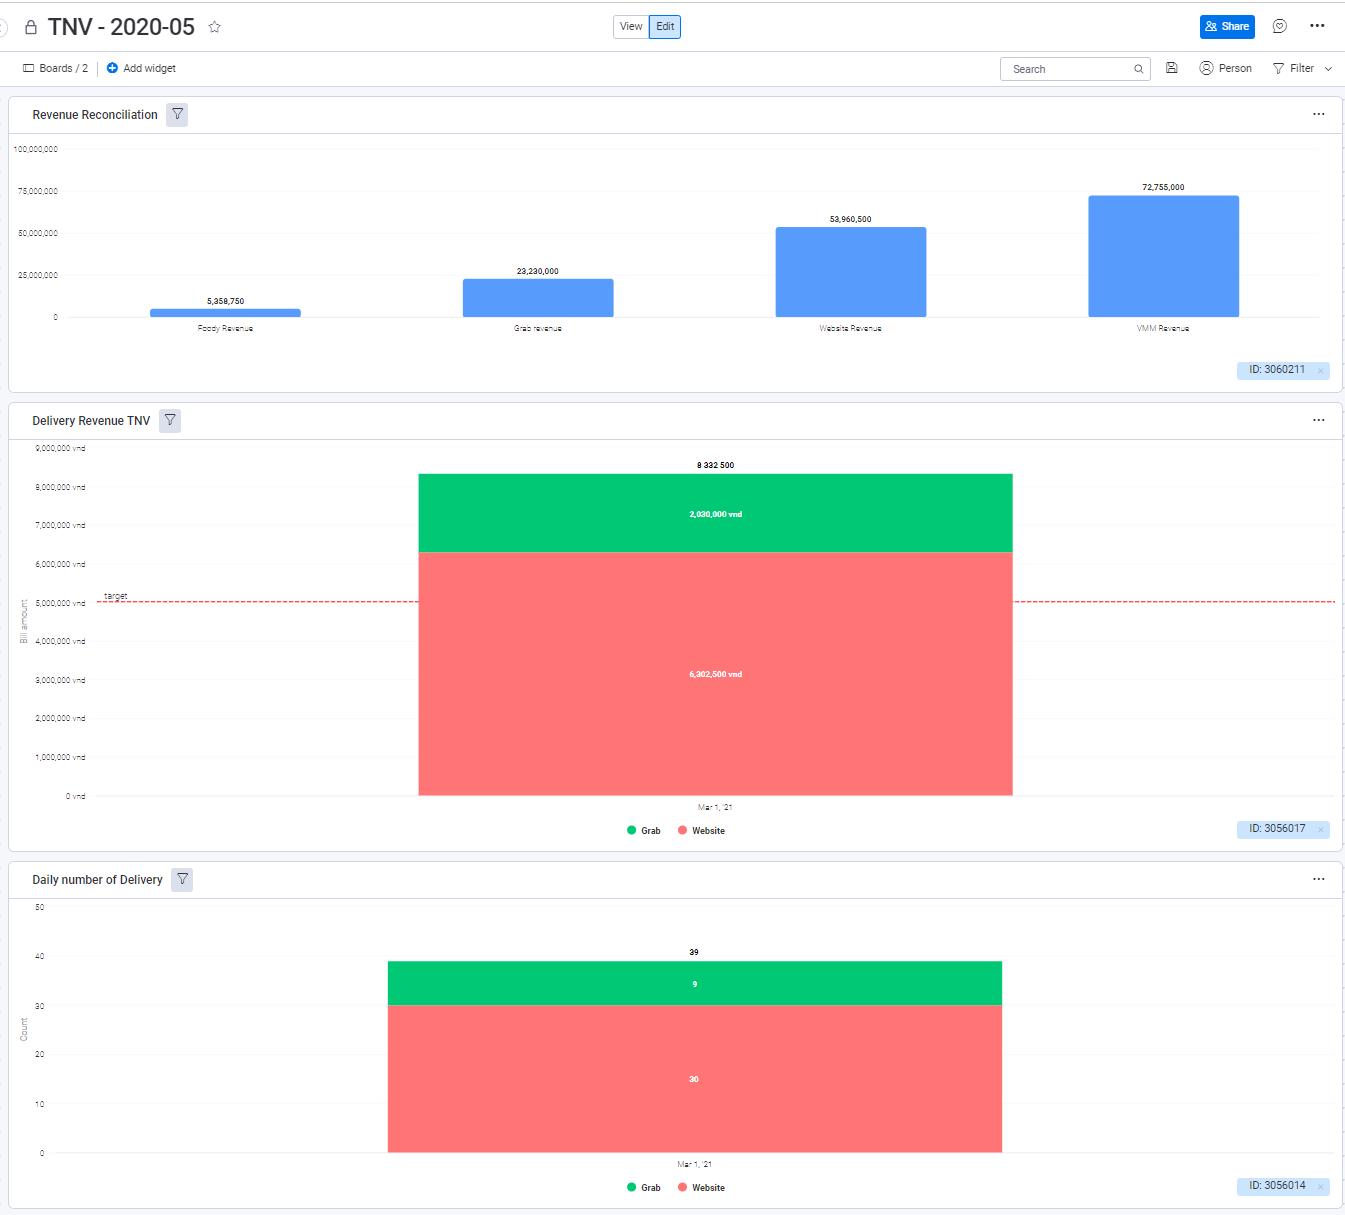 TNV - 2020-05
View Edit
Share
Boards / 2
Add widget
Search
Person
Filter
Revenue Reconciliation
100,000,000
75,000,000
50,000,000
25,000,000
0
5,358,750
23,230,000
53,960,500
72,755,000
Foody Revenue
Grab revenue
Website Revenue
VMM Revenue
ID: 3060211
Delivery Revenue TNV
Bill amount
9,000,000 vnd
8,000,000 vnd
7,000,000 vnd
6,000,000 vnd
5,000,000 vnd
4,000,000 vnd
3,000,000 vnd
2,000,000 vnd
1,000,000 vnd
0 vnd
target
8 332 500
2,030,000 vnd
6,302,500 vnd
Mar 1, '21
Grab Website
ID: 3056017
Daily number of Delivery
Count
50
40
30
20
10
0
39
9
30
Mar 1, '21
Grab Website
ID: 3056014